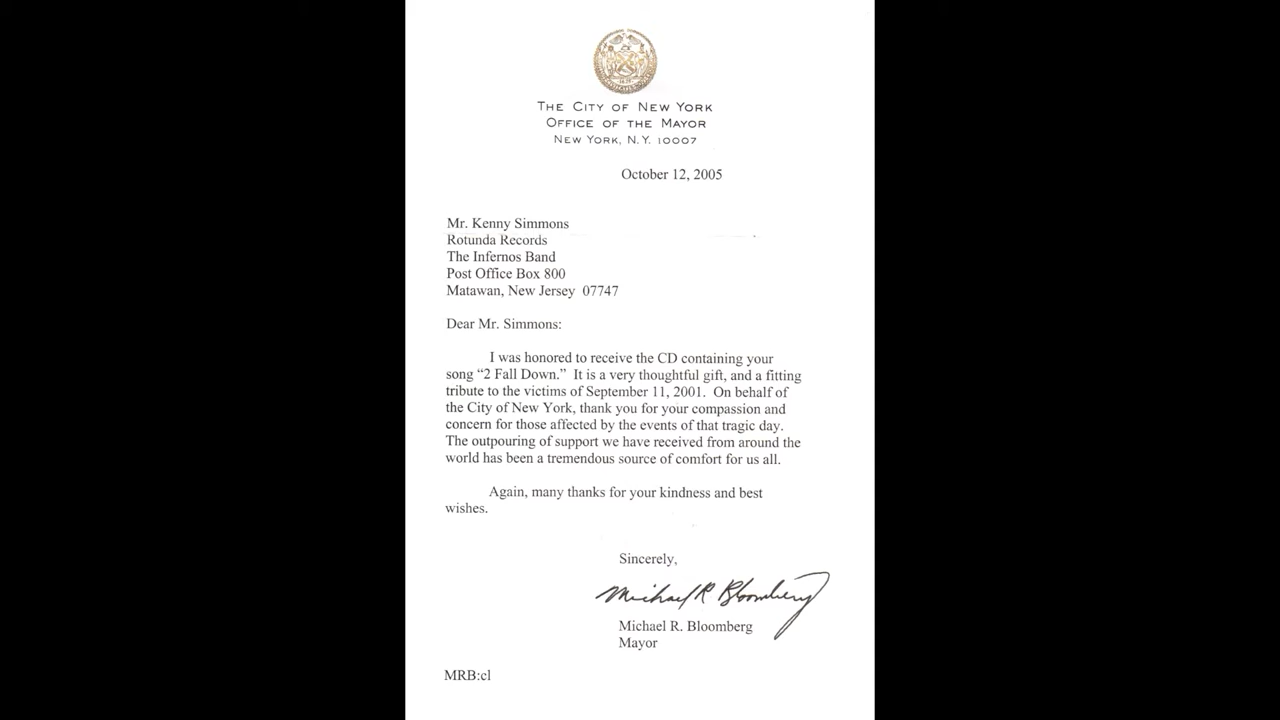 THE CITY OF NEW YORK
OFFICE OF THE MAYOR
NEW YORK, N.Y. 10007
October 12, 2005
Mr. Kenny Simmons
Rotunda Records
The Infernos Band
Post Office Box 800
Matawan, New Jersey 07747
Dear Mr. Simmons:
I was honored to receive the CD containing your
song “2 Fall Down.” It is a very thoughtful gift, and a fitting
tribute to the victims of September 11, 2001. On behalf of
the City of New York, thank you for your compassion and
concern for those affected by the events of that tragic day.
The outpouring of support we have received from around the
world has been a tremendous source of comfort for us all.
Again, many thanks for your kindness and best
wishes.
Sincerely,
Michael R Bloomberg
Michael R. Bloomberg
Mayor
MRB:cl